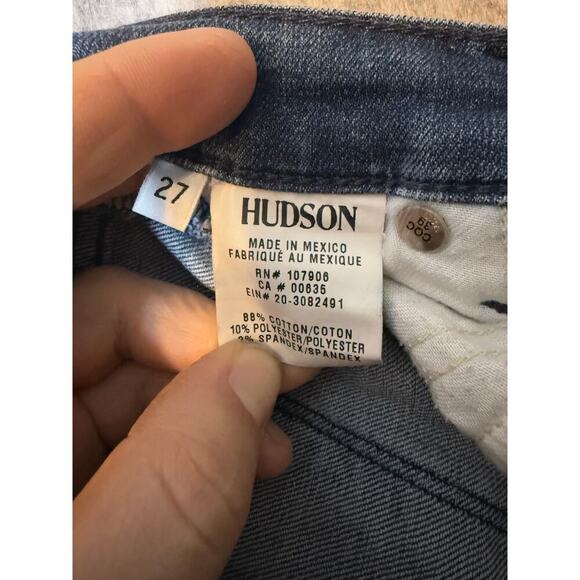 27
HUDSON
MADE IN MEXICO
FABRIQUÉ AU MEXIQUE
RN# 107906
CA # 00635
EIN# 20-3082491
88% COTTON/COTON
10% POLYESTER/POLYESTER
2% SPANDEX/SPANDEX